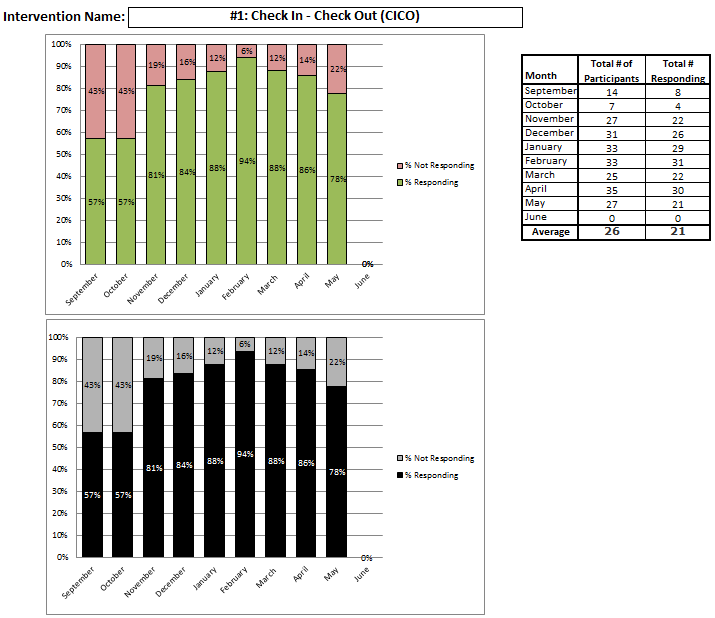 Intervention Name: #1: Check In - Check Out (CICO)
100%
90%
80%
70%
60%
50%
40%
30%
20%
10%
0%
43% 43% 19% 16% 12% 6% 12% 14% 22%
57% 57% 81% 84% 88% 94% 88% 86% 78% 0%
September October November December January February March April May June
% Not Responding
% Responding
Month Total # of Participants Total # Responding
September 14 8
October 7 4
November 27 22
December 31 26
January 33 29
February 33 31
March 25 22
April 35 30
May 27 21
June 0 0
Average 26 21
100%
90%
80%
70%
60%
50%
40%
30%
20%
10%
0%
43% 43% 19% 16% 12% 6% 12% 14% 22%
57% 57% 81% 84% 88% 94% 88% 86% 78% 0%
September October November December January February March April May June
% Not Responding
% Responding